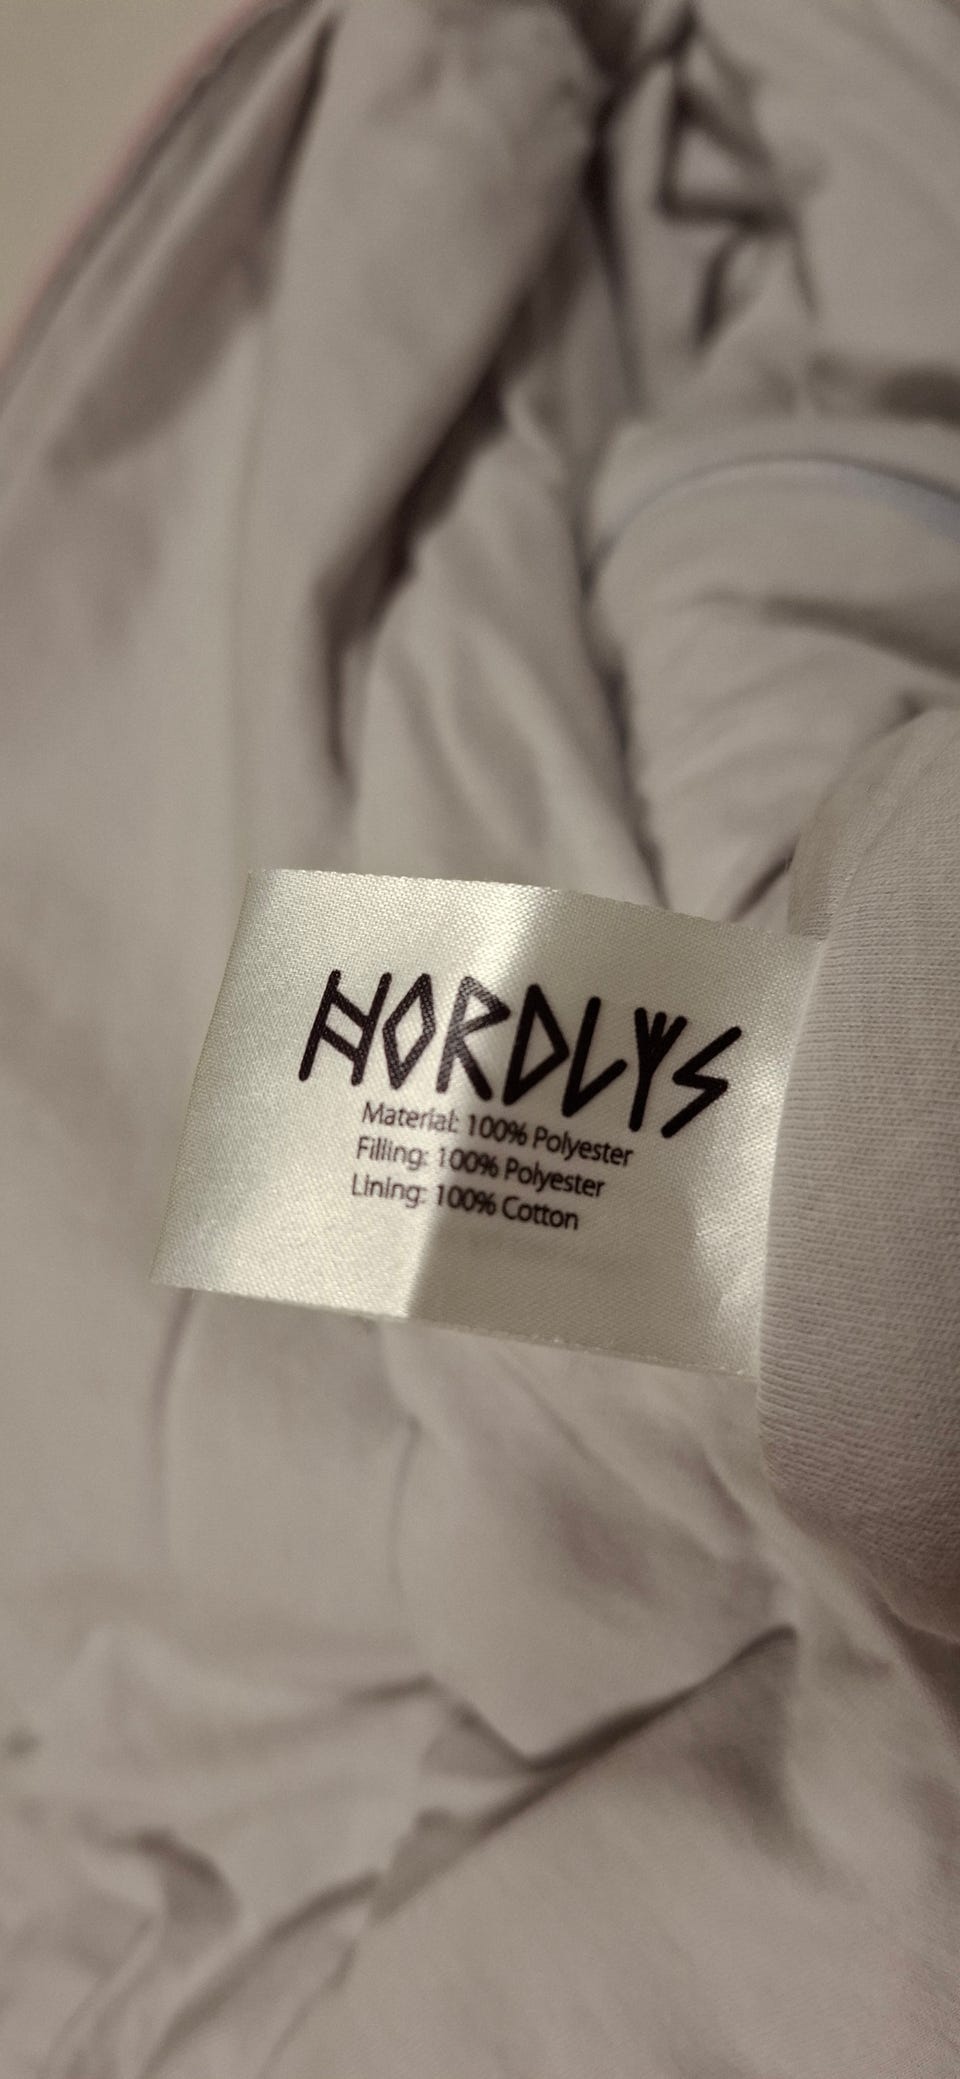 NORDLYS
Material: 100% Polyester
Filling: 100% Polyester
Lining: 100% Cotton